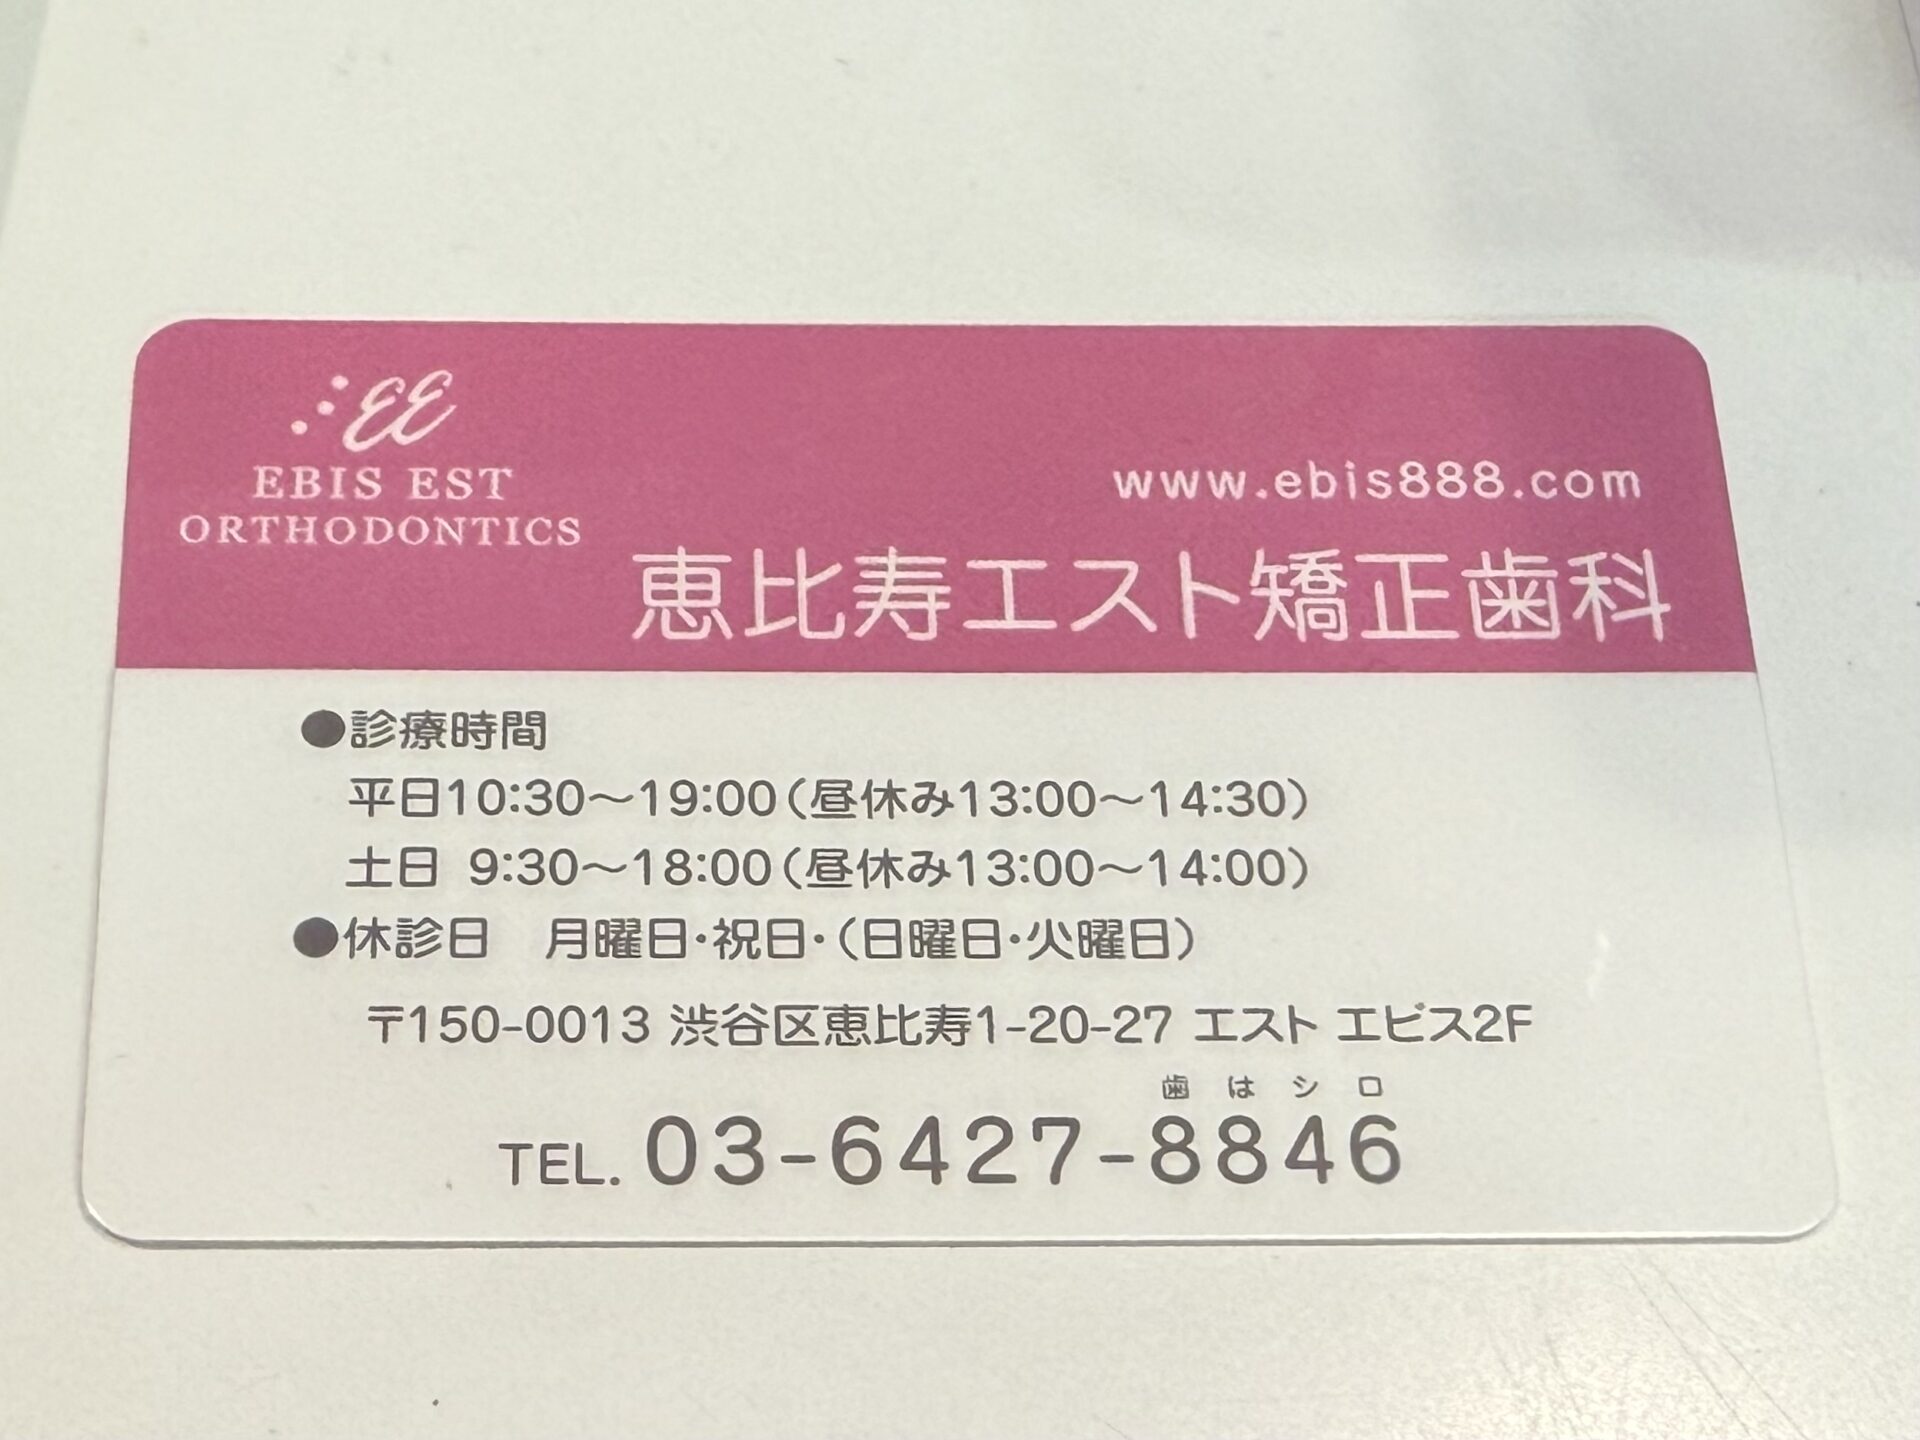 EE
EBIS EST
ORTHODONTICS
www.ebis888.com
恵比寿エスト矯正歯科
●診療時間
平日10:30～19:00(昼休み13:00～14:30)
土日 9:30～18:00(昼休み13:00～14:00)
●休診日　月曜日・祝日・(日曜日・火曜日)
〒150-0013 渋谷区恵比寿1-20-27 エスト エビス2F
歯 は シ ロ
TEL. 03-6427-8846